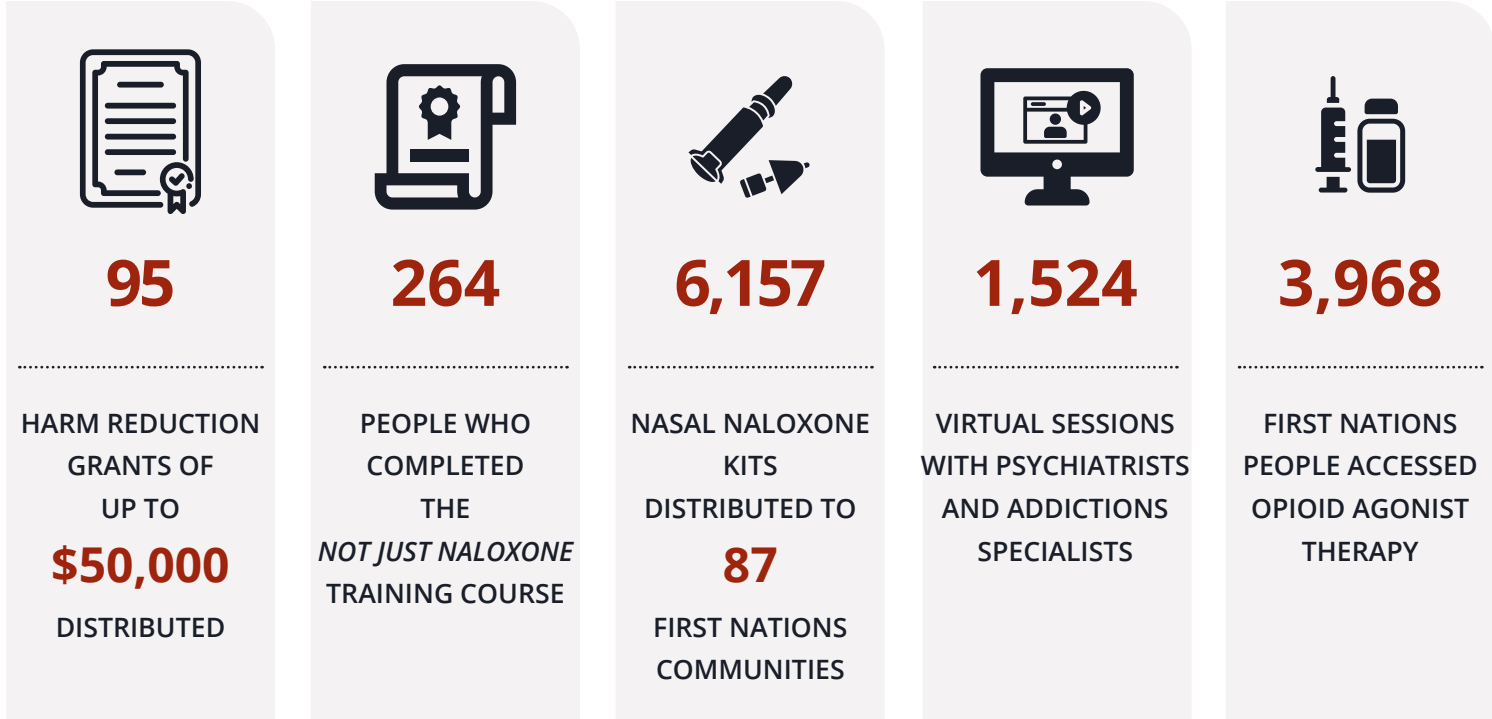 95
HARM REDUCTION
GRANTS OF
UP TO
$50,000
DISTRIBUTED
264
PEOPLE WHO
COMPLETED
THE
NOT JUST NALOXONE
TRAINING COURSE
6,157
NASAL NALOXONE
KITS
DISTRIBUTED TO
87
FIRST NATIONS
COMMUNITIES
1,524
VIRTUAL SESSIONS
WITH PSYCHIATRISTS
AND ADDICTIONS
SPECIALISTS
3,968
FIRST NATIONS
PEOPLE ACCESSED
OPIOID AGONIST
THERAPY